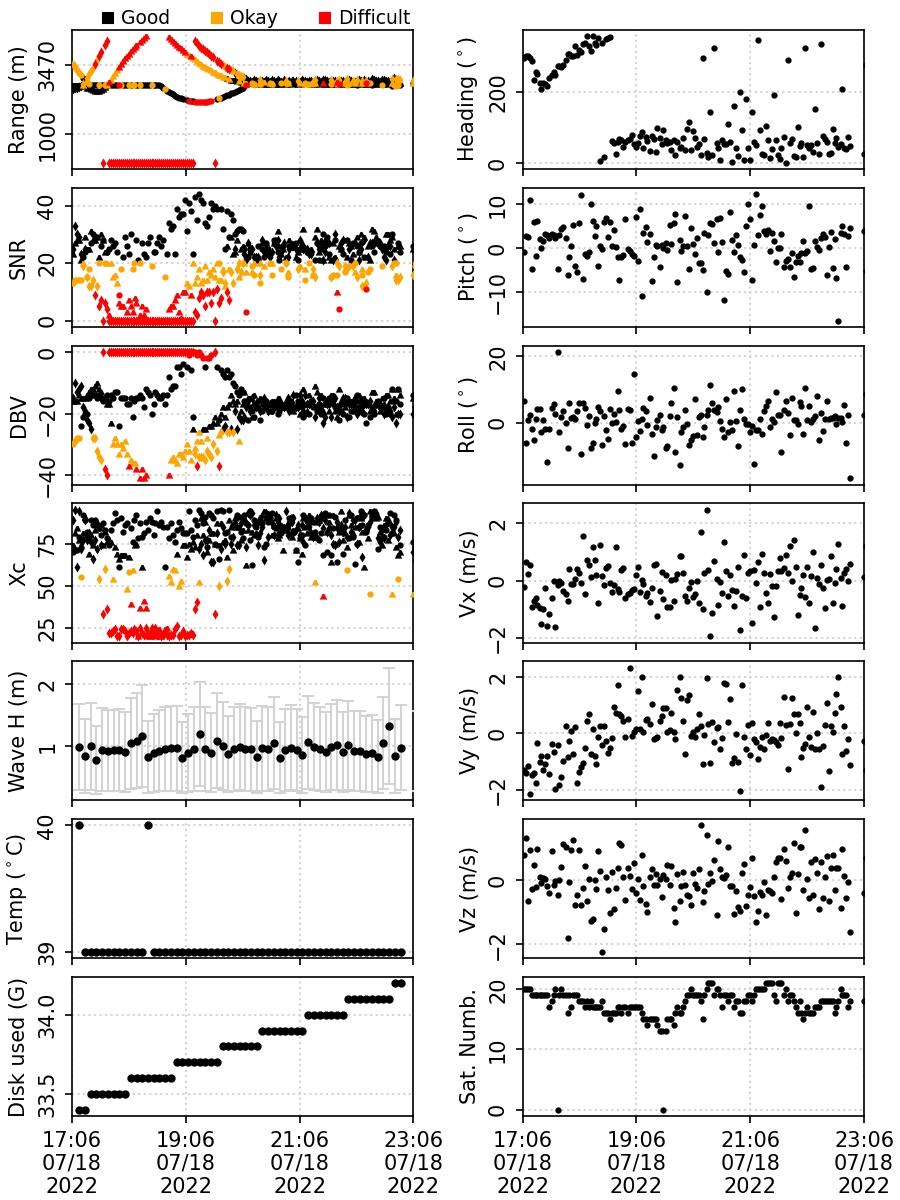 Good Okay Difficult
Range (m)
3470
1000
Heading (°)
200
0
SNR
40
20
0
Pitch (°)
10
0
−10
DBV
0
−20
−40
Roll (°)
20
0
Xc
75
50
25
Vx (m/s)
2
0
−2
Wave H (m)
2
1
Vy (m/s)
2
0
−2
Temp (°C)
40
39
Vz (m/s)
0
−2
Disk used (G)
34.0
33.5
Sat. Numb.
20
10
0
17:06 19:06 21:06 23:06
07/18 07/18 07/18 07/18
2022 2022 2022 2022
17:06 19:06 21:06 23:06
07/18 07/18 07/18 07/18
2022 2022 2022 2022